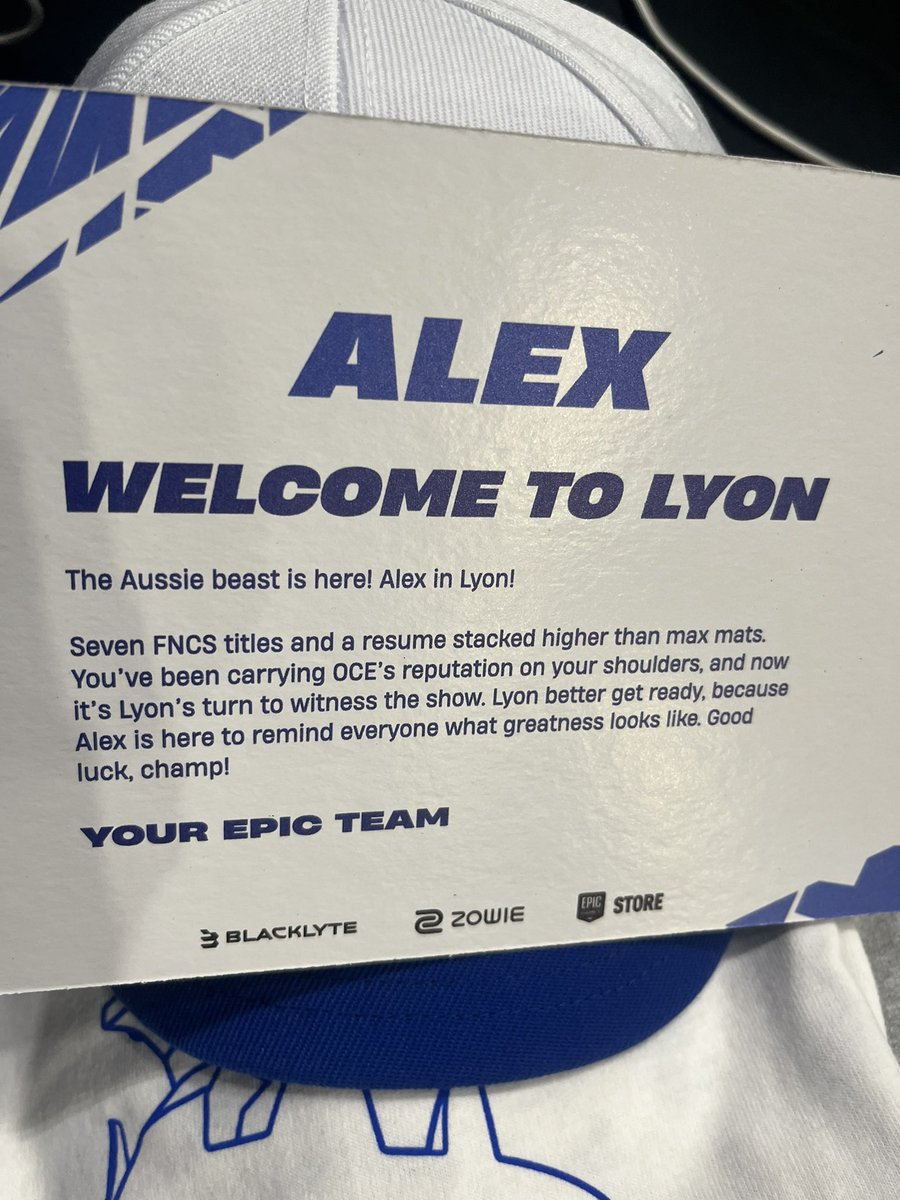 ALEX
WELCOME TO LYON
The Aussie beast is here! Alex in Lyon!
Seven FNCS titles and a resume stacked higher than max mats.
You've been carrying OCE's reputation on your shoulders, and now
it's Lyon's turn to witness the show. Lyon better get ready, because
Alex is here to remind everyone what greatness looks like. Good
luck, champ!
YOUR EPIC TEAM
BLACKLYTE
ZOWIE
EPIC STORE